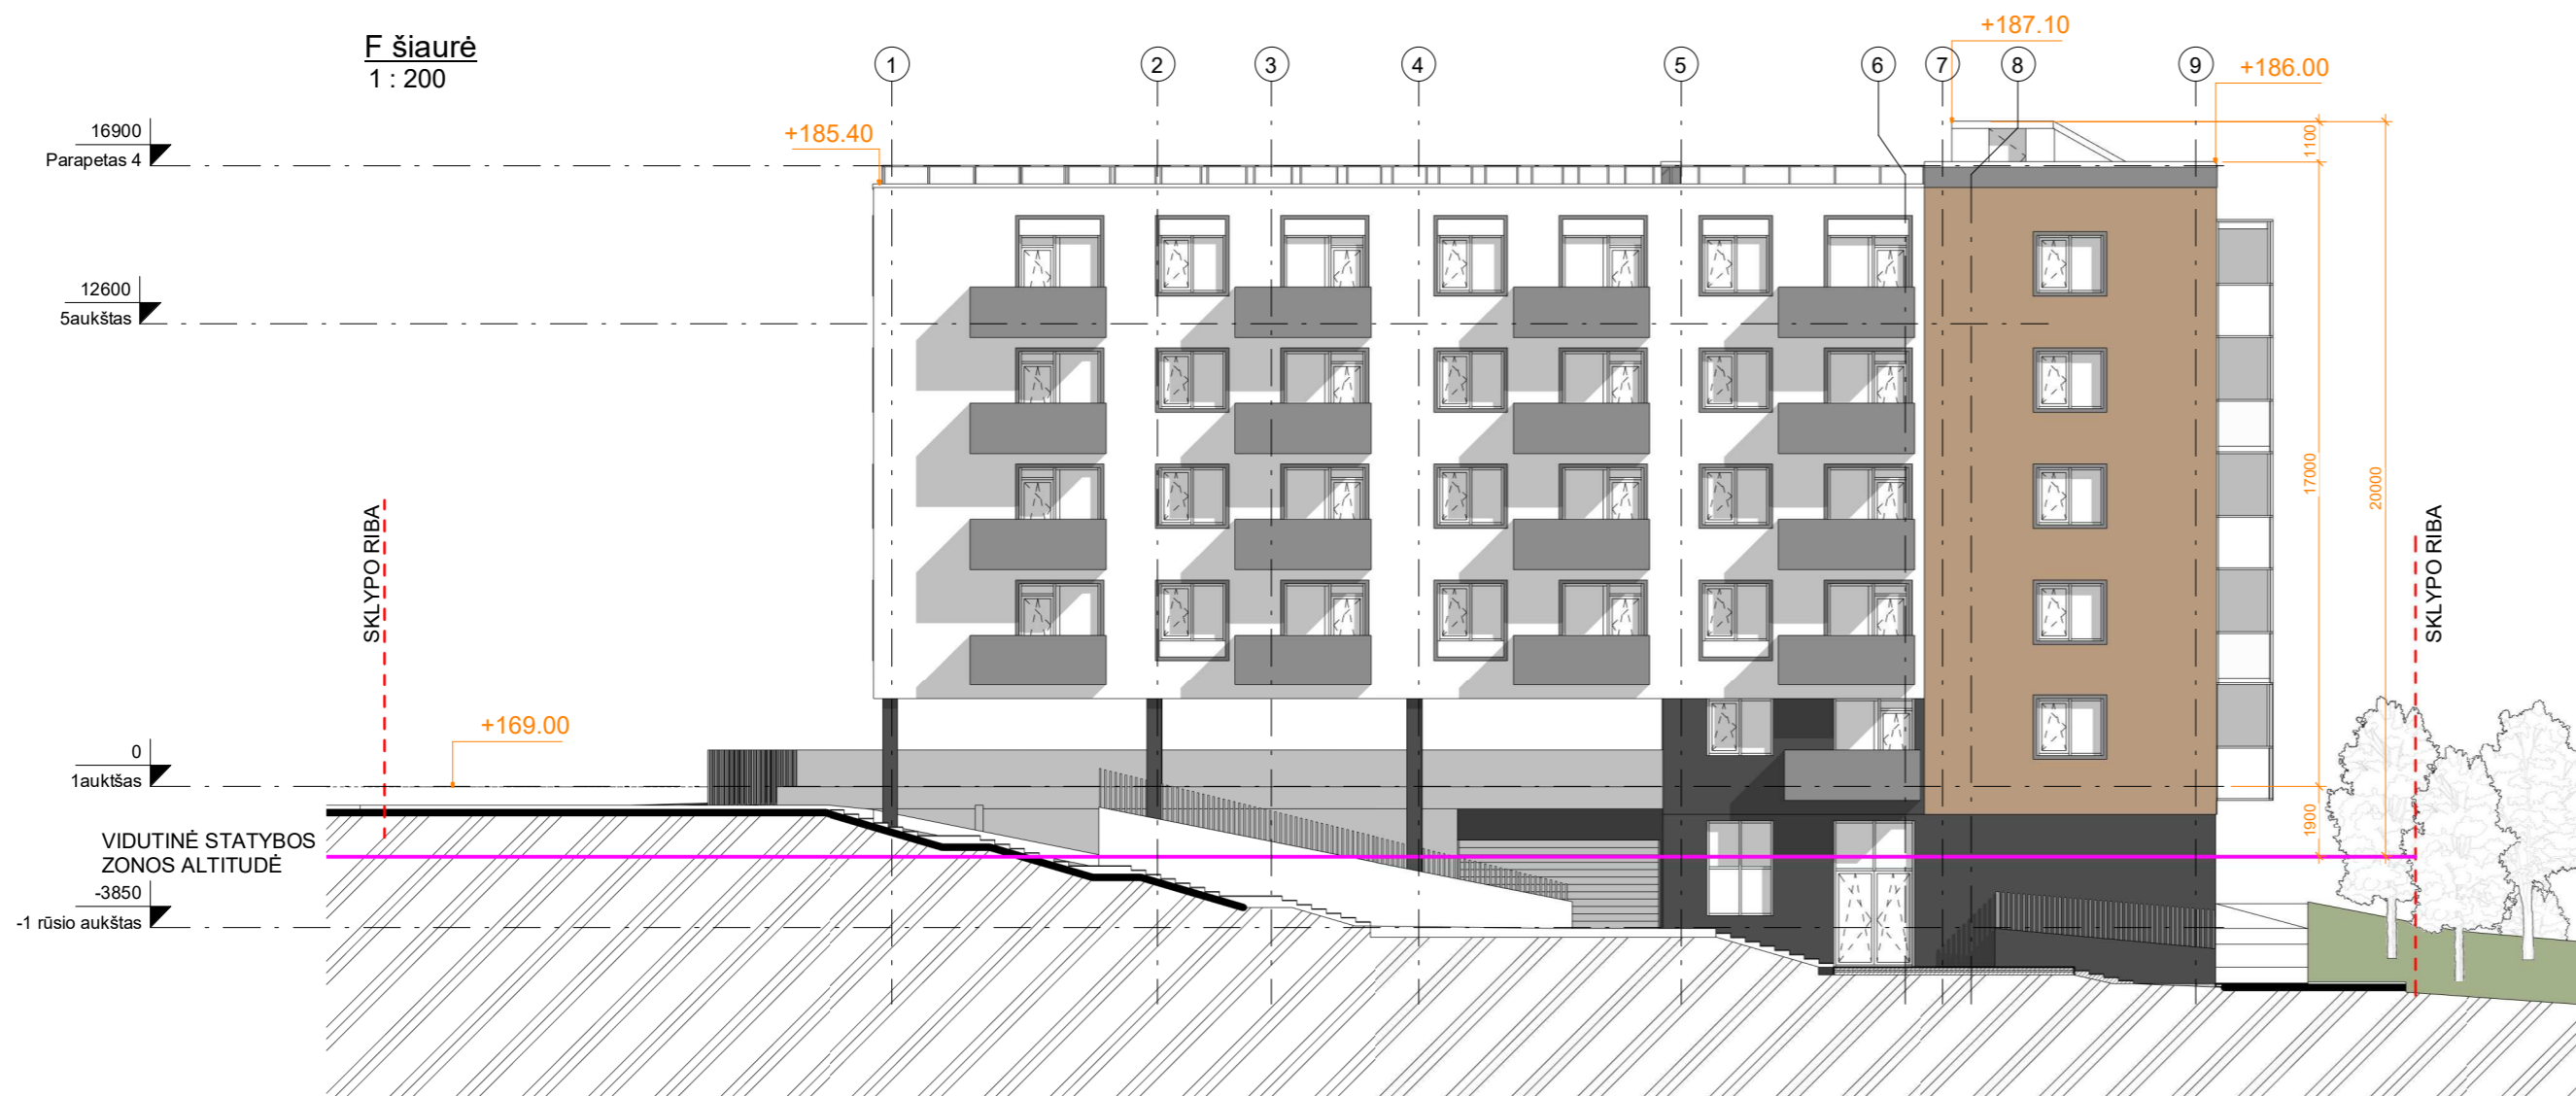 F šiaurė
1 : 200
1
2
3
4
5
6
7
8
9
+187.10
+186.00
+185.40
16900
Parapetas 4
12600
5aukštas
1100
17000
20000
1900
SKLYPO RIBA
SKLYPO RIBA
+169.00
0
1auktšas
VIDUTINĖ STATYBOS
ZONOS ALTITUDĖ
-3850
-1 rūsio aukštas